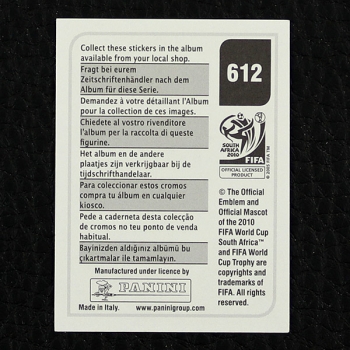 Collect these stickers in the album
available from your local shop.
Fragt bei eurem
Zeitschriftenhändler nach dem
Album für diese Serie.
Demandez à votre détaillant l'Album
pour la collection de ces images.
Chiedete al vostro rivenditore
l'album per la raccolta di queste
figurine.
Het album en de andere
plaatjes zijn verkrijgbaar bij de
tijdschrifthandelaar.
Para coleccionar estos cromos
compra tu álbum en cualquier
kiosco.
Pede a caderneta desta colecção
de cromos no teu ponto de venda
habitual.
Bayinizden aldığınız albümü bu
çıkartmalar ile tamamlayın.
Manufactured under licence by
PANINI
Made in Italy. www.paninigroup.com
612
SOUTH AFRICA
2010
FIFA
© 2005 FIFA TM
OFFICIAL LICENSED
PRODUCT
© The Official
Emblem and
Official Mascot
of the 2010
FIFA World Cup
South Africa™
and FIFA World
Cup Trophy are
copyrights and
trademarks of
FIFA. All rights
reserved.